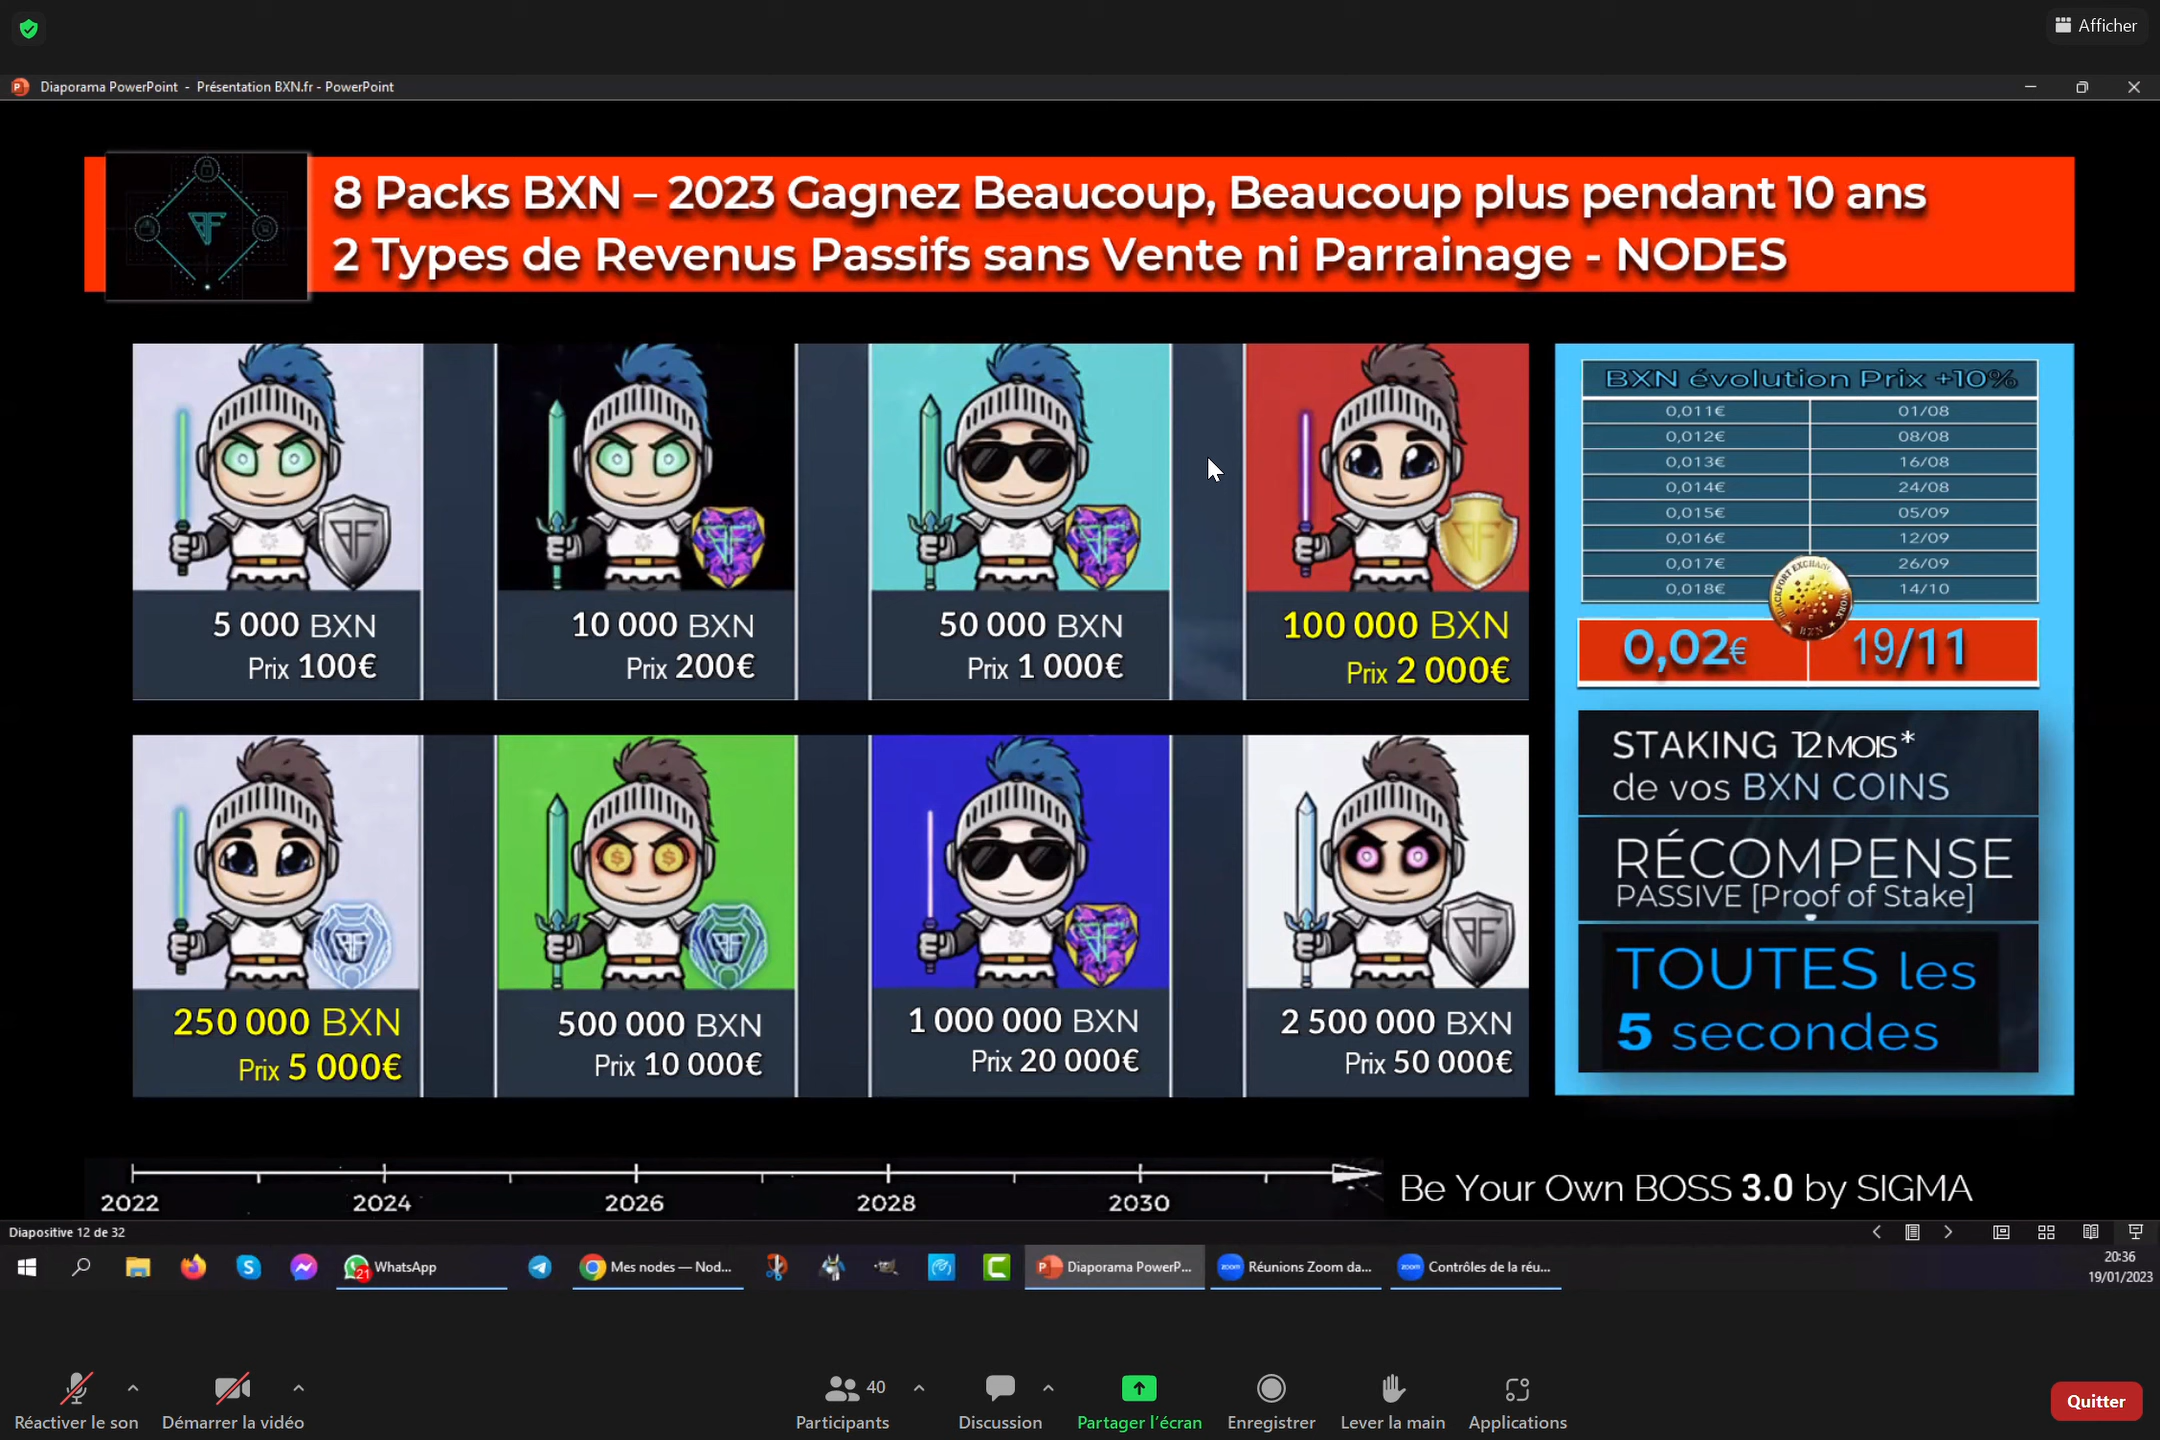 Afficher
Diaporama PowerPoint - Présentation BXN.fr - PowerPoint
8 Packs BXN – 2023 Gagnez Beaucoup, Beaucoup plus pendant 10 ans
2 Types de Revenus Passifs sans Vente ni Parrainage - NODES
5 000 BXN
Prix 100€
10 000 BXN
Prix 200€
50 000 BXN
Prix 1 000€
100 000 BXN
Prix 2 000€
250 000 BXN
Prix 5 000€
500 000 BXN
Prix 10 000€
1 000 000 BXN
Prix 20 000€
2 500 000 BXN
Prix 50 000€
BXN évolution Prix +10%
0,011€ 01/08
0,012€ 08/08
0,013€ 16/08
0,014€ 24/08
0,015€ 05/09
0,016€ 12/09
0,017€ 26/09
0,018€ 14/10
0,02€ 19/11
STAKING 12 MOIS*
de vos BXN COINS
RÉCOMPENSE
PASSIVE [Proof of Stake]
TOUTES les
5 secondes
2022 2024 2026 2028 2030
Be Your Own BOSS 3.0 by SIGMA
Diapositive 12 de 32
21 WhatsApp
Mes nodes — Nod...
Diaporama PowerP...
zoom Réunions Zoom da...
zoom Contrôles de la réu...
20:36
19/01/2023
Réactiver le son
Démarrer la vidéo
40
Participants
Discussion
Partager l'écran
Enregistrer
Lever la main
Applications
Quitter